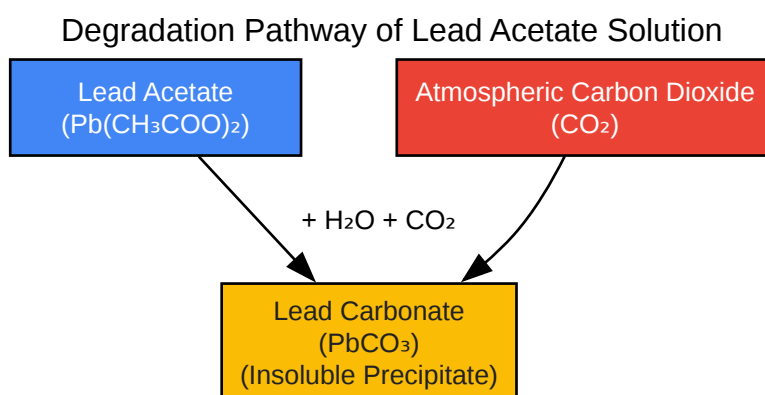 Degradation Pathway of Lead Acetate Solution
Lead Acetate
(Pb(CH₃COO)₂)
Atmospheric Carbon Dioxide
(CO₂)
+ H₂O + CO₂
Lead Carbonate
(PbCO₃)
(Insoluble Precipitate)